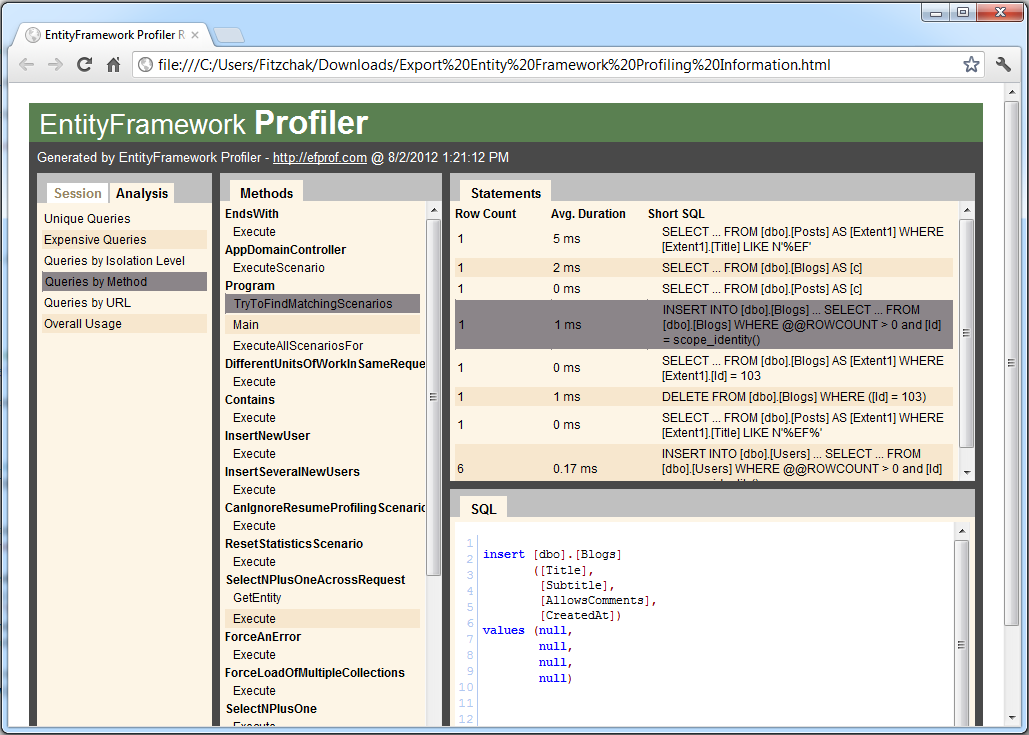 EntityFramework Profiler R
file:///C:/Users/Fitzchak/Downloads/Export%20Entity%20Framework%20Profiling%20Information.html
EntityFramework Profiler
Generated by EntityFramework Profiler - http://efprof.com @ 8/2/2012 1:21:12 PM
Session Analysis
Unique Queries
Expensive Queries
Queries by Isolation Level
Queries by Method
Queries by URL
Overall Usage
Methods
EndsWith
Execute
AppDomainController
ExecuteScenario
Program
TryToFindMatchingScenarios
Main
ExecuteAllScenariosFor
DifferentUnitsOfWorkInSameReque
Execute
Contains
Execute
InsertNewUser
Execute
InsertSeveralNewUsers
Execute
CanIgnoreResumeProfilingScenaric
Execute
ResetStatisticsScenario
Execute
SelectNPlusOneAcrossRequest
GetEntity
Execute
ForceAnError
Execute
ForceLoadOfMultipleCollections
Execute
SelectNPlusOne
Execute
Statements
Row Count Avg. Duration Short SQL
1 5 ms SELECT ... FROM [dbo].[Posts] AS [Extent1] WHERE
[Extent1].[Title] LIKE N'%EF'
1 2 ms SELECT ... FROM [dbo].[Blogs] AS [c]
1 0 ms SELECT ... FROM [dbo].[Posts] AS [c]
1 1 ms INSERT INTO [dbo].[Blogs] ... SELECT ... FROM
[dbo].[Blogs] WHERE @@ROWCOUNT > 0 and [Id]
= scope_identity()
1 0 ms SELECT ... FROM [dbo].[Blogs] AS [Extent1] WHERE
[Extent1].[Id] = 103
1 1 ms DELETE FROM [dbo].[Blogs] WHERE ([Id] = 103)
1 0 ms SELECT ... FROM [dbo].[Posts] AS [Extent1] WHERE
[Extent1].[Title] LIKE N'%EF%'
6 0.17 ms INSERT INTO [dbo].[Users] ... SELECT ... FROM
[dbo].[Users] WHERE @@ROWCOUNT > 0 and [Id]
SQL
1
2 insert [dbo].[Blogs]
3 ([Title],
4 [Subtitle],
5 [AllowsComments],
6 [CreatedAt])
7 values (null,
8 null,
9 null,
10 null)
11
12